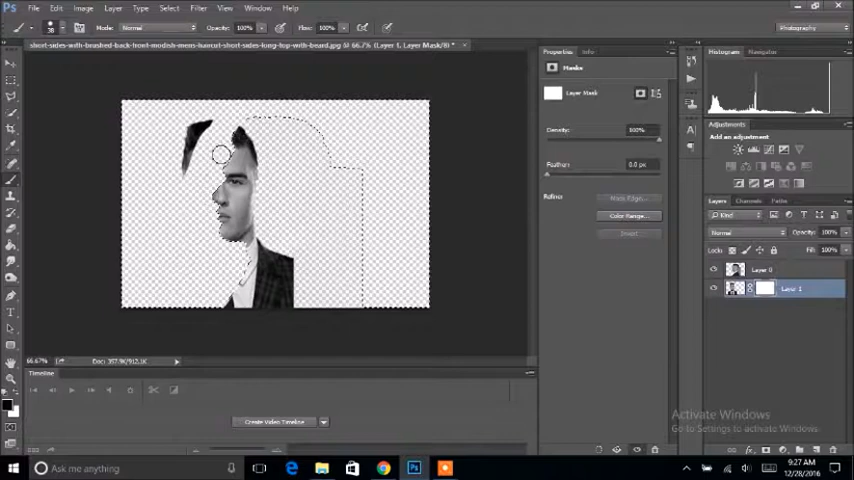 Ps File Edit Image Layer Type Select Filter View Window Help
38 Mode: Normal Opacity: 100% Flow: 100% Photography
short-sides-with-brushed-back-front-modish-mens-haircut-short-sides-long-top-with-beard.jpg @ 66.7% (Layer 1, Layer Mask/8) *
Properties Info
Masks
Layer Mask
Density: 100%
Feather: 0.0 px
Refine: Mask Edge...
Color Range...
Invert
Histogram Navigator
Adjustments
Add an adjustment
Layers Channels Paths
Kind
Normal Opacity: 100%
Lock: Fill: 100%
Layer 0
Layer 1
66.67% Doc: 357.9K/912.1K
Timeline
Create Video Timeline
Activate Windows
Go to Settings to activate Windows.
fx
Ask me anything
Ps
9:27 AM
12/28/2016